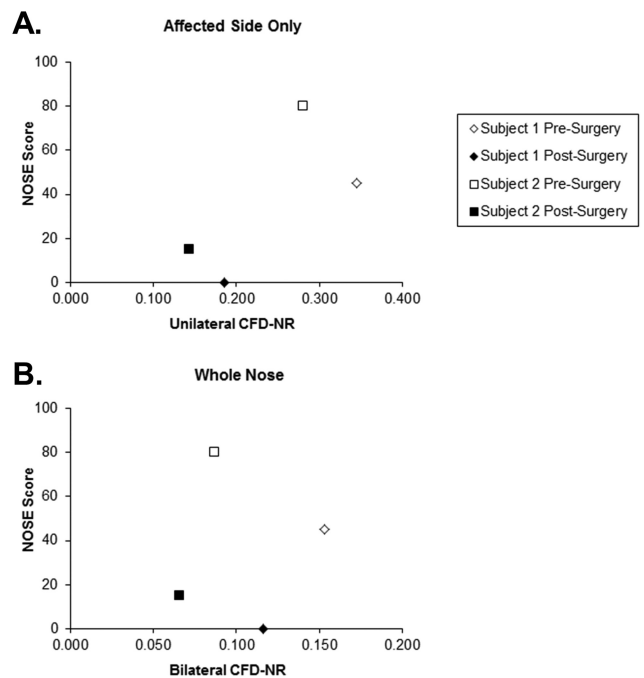 A.
Affected Side Only
100
80
60
40
20
0
NOSE Score
0.000 0.100 0.200 0.300 0.400
Unilateral CFD-NR
Subject 1 Pre-Surgery
Subject 1 Post-Surgery
Subject 2 Pre-Surgery
Subject 2 Post-Surgery
B.
Whole Nose
100
80
60
40
20
0
NOSE Score
0.000 0.050 0.100 0.150 0.200
Bilateral CFD-NR